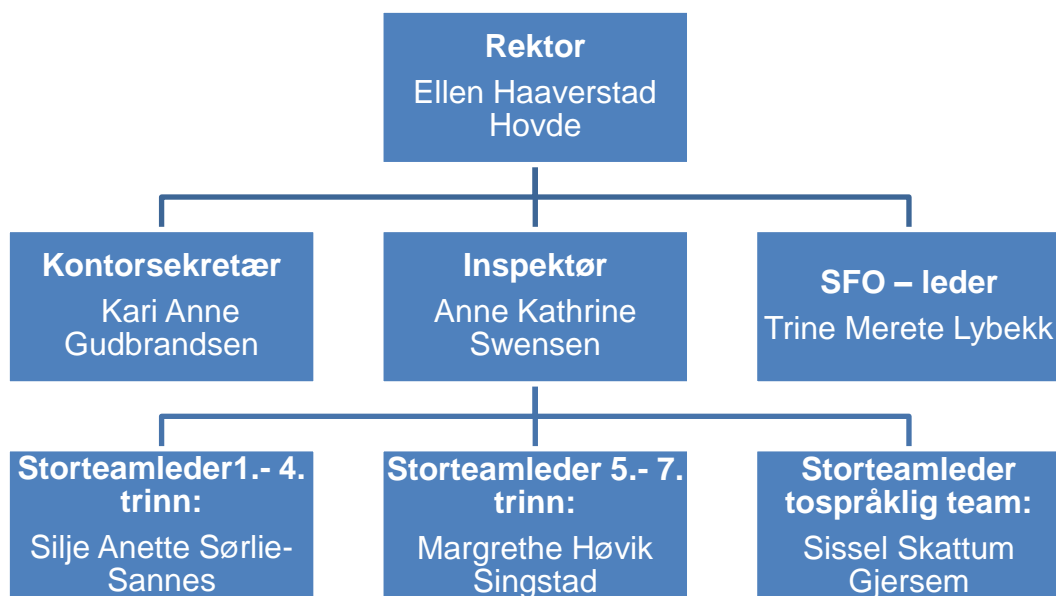 Rektor
Ellen Haaverstad
Hovde
Kontorsekretær
Kari Anne
Gudbrandsen
Inspektør
Anne Kathrine
Swensen
SFO – leder
Trine Merete Lybekk
Storteamleder1.- 4.
trinn:
Silje Anette Sørlie-
Sannes
Storteamleder 5.- 7.
trinn:
Margrethe Høvik
Singstad
Storteamleder
tospråklig team:
Sissel Skattum
Gjersem